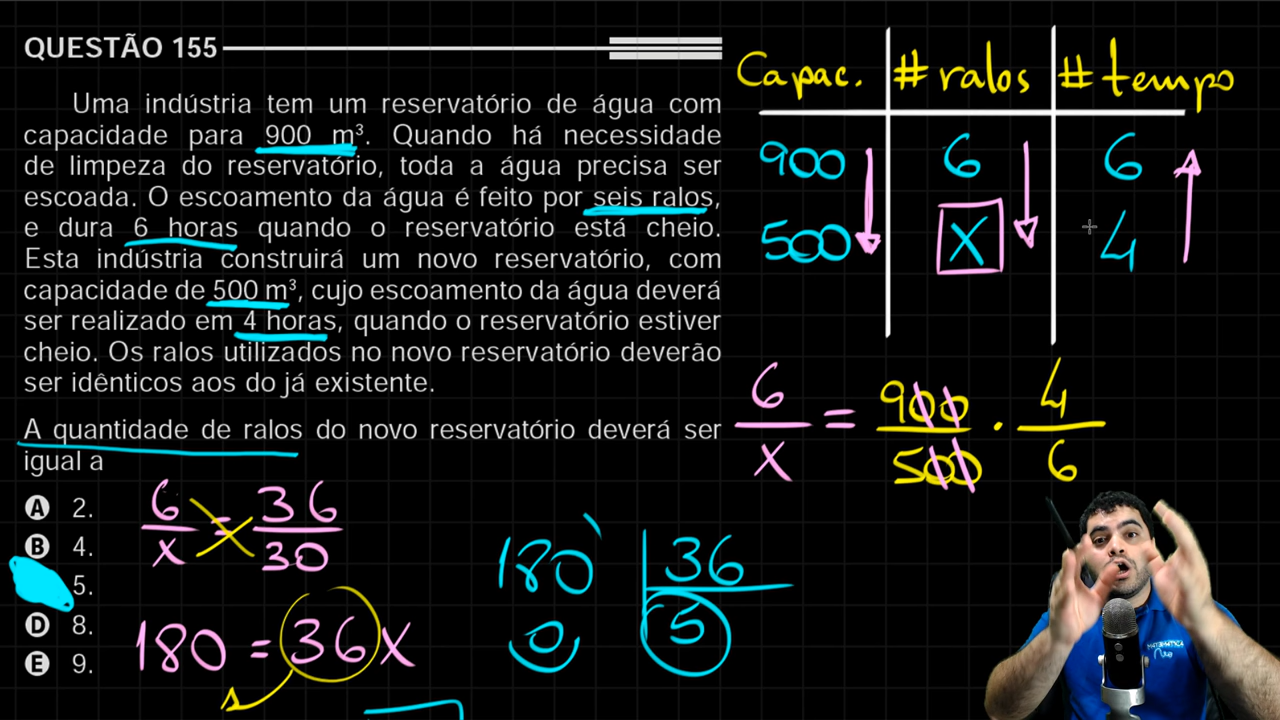 QUESTÃO 155
Uma indústria tem um reservatório de água com
capacidade para 900 m³. Quando há necessidade
de limpeza do reservatório, toda a água precisa ser
escoada. O escoamento da água é feito por seis ralos,
e dura 6 horas quando o reservatório está cheio.
Esta indústria construirá um novo reservatório, com
capacidade de 500 m³, cujo escoamento da água deverá
ser realizado em 4 horas, quando o reservatório estiver
cheio. Os ralos utilizados no novo reservatório deverão
ser idênticos aos do já existente.
A quantidade de ralos do novo reservatório deverá ser
igual a
A 2.
B 4.
5.
D 8.
E 9.
Capac. # ralos # tempo
900 6 6
500 X 4
6/x = 900/500 · 4/6
6/x = 36/30
180 = 36x
180 36
0 5
MATEMÁTICA